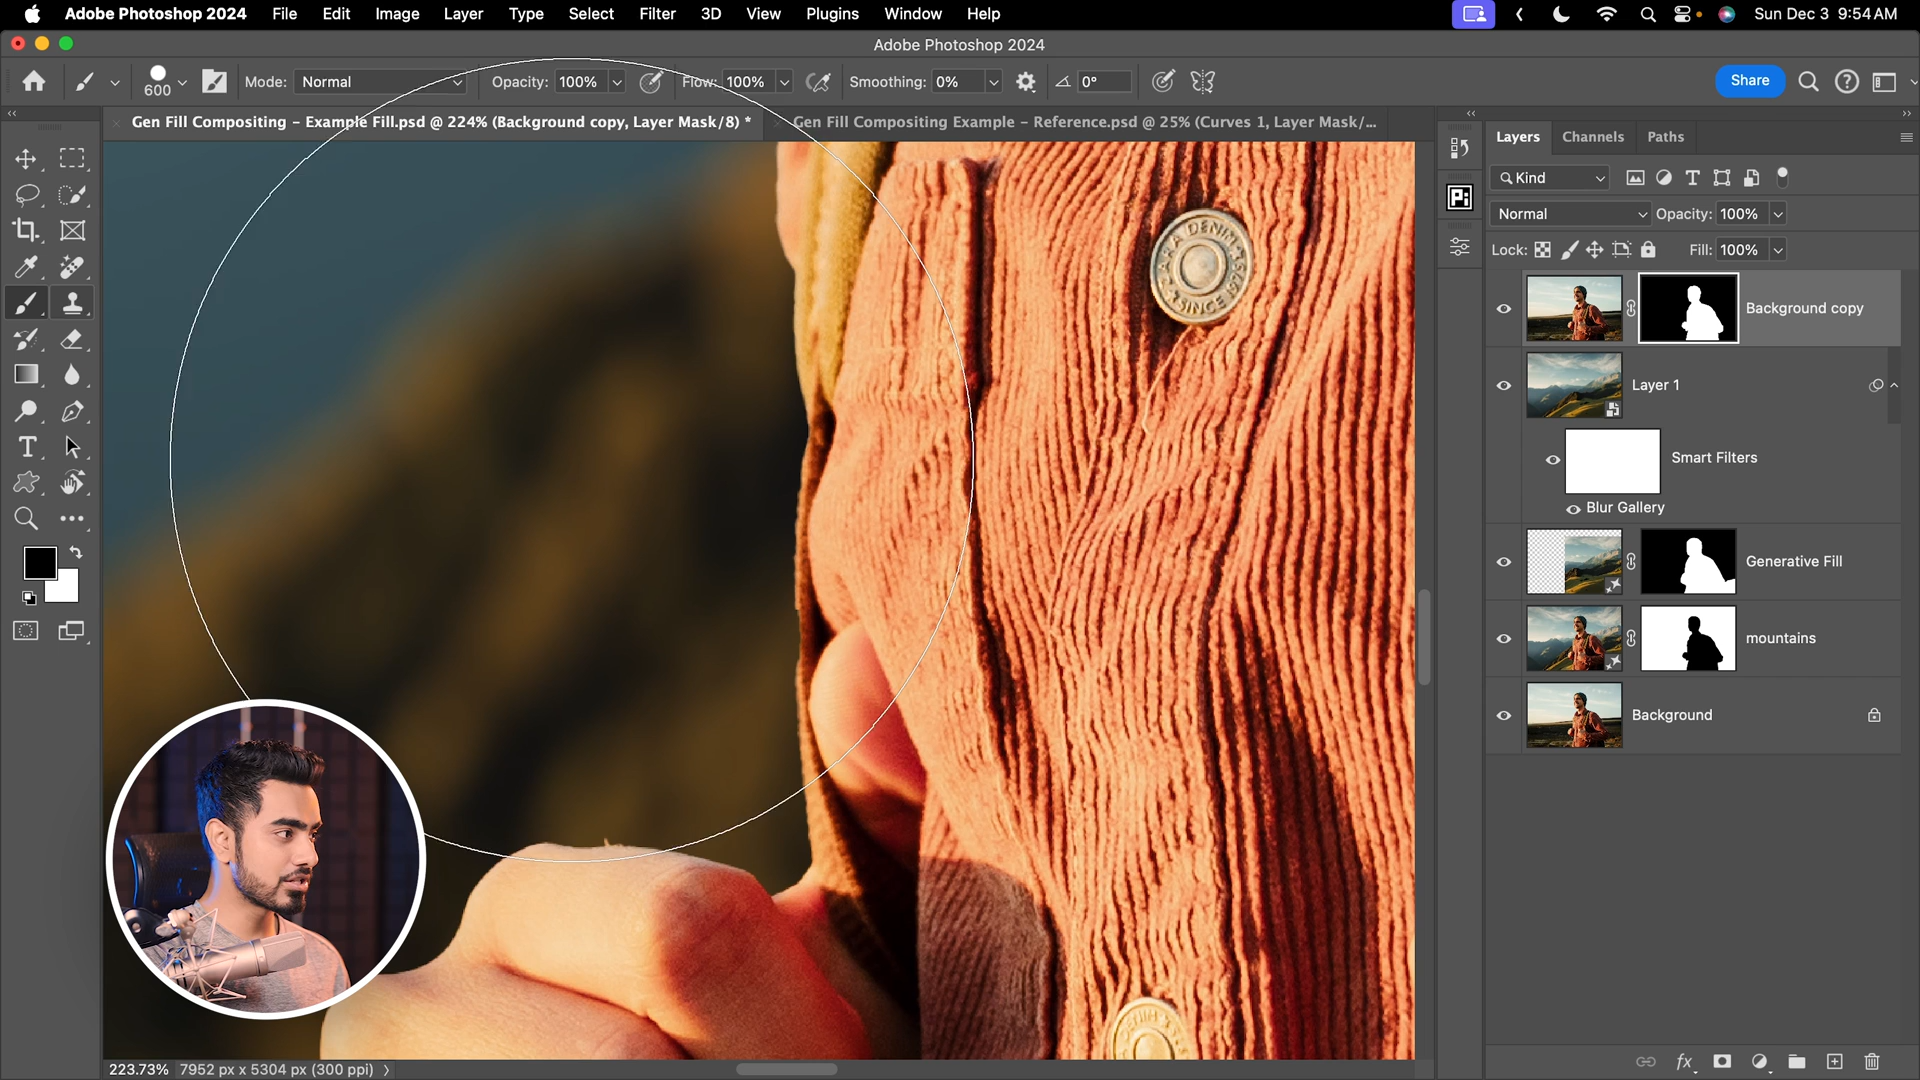 Adobe Photoshop 2024 File Edit Image Layer Type Select Filter 3D View Plugins Window Help Sun Dec 3 9:54 AM
Adobe Photoshop 2024
600 Mode: Normal Opacity: 100% Flow: 100% Smoothing: 0% 0° Share
Gen Fill Compositing – Example Fill.psd @ 224% (Background copy, Layer Mask/8) * Gen Fill Compositing Example – Reference.psd @ 25% (Curves 1, Layer Mask/...
Layers Channels Paths
Kind
Normal Opacity: 100%
Lock: Fill: 100%
Background copy
Layer 1
Smart Filters
Blur Gallery
Generative Fill
mountains
Background
Pi
DENIM
SINCE
DENIM
223.73% 7952 px x 5304 px (300 ppi)